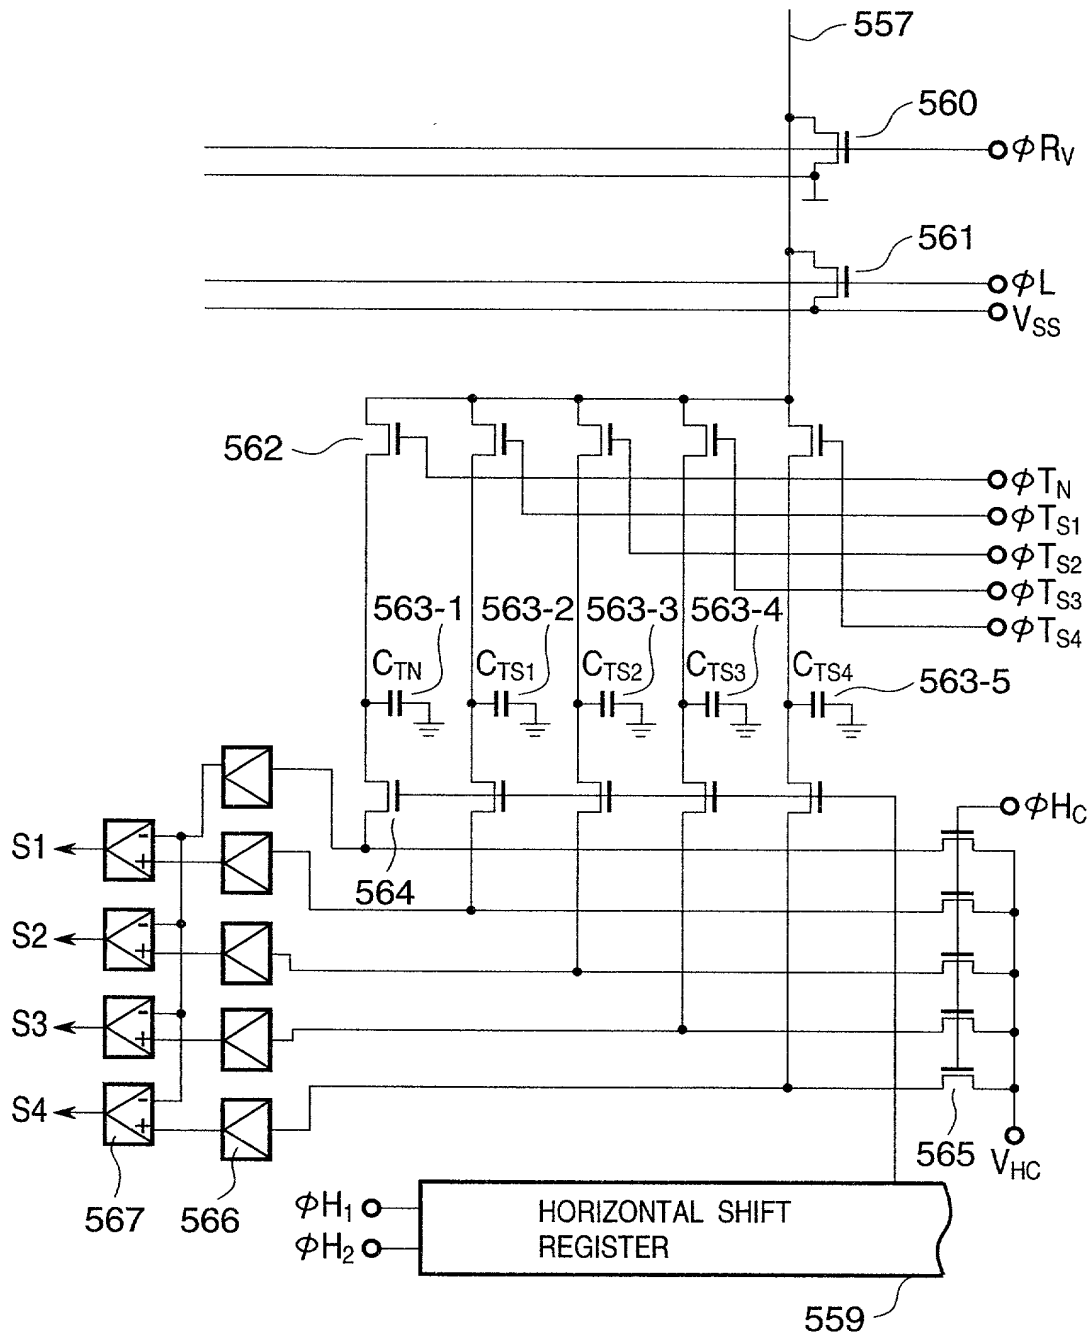 557
560
ϕRV
561
ϕL
VSS
562
ϕTN
ϕTS1
ϕTS2
ϕTS3
ϕTS4
563-1
563-2
563-3
563-4
CTN
CTS1
CTS2
CTS3
CTS4
563-5
ϕHC
S1
-
+
564
S2
-
+
S3
-
+
S4
-
+
565
VHC
567
566
ϕH1
ϕH2
HORIZONTAL SHIFT
REGISTER
559